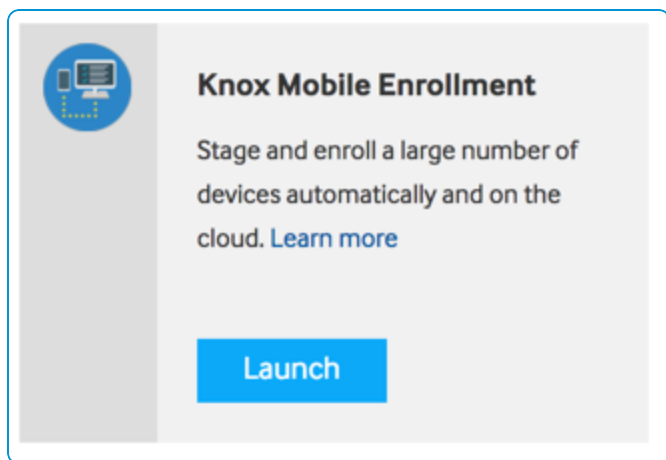 Knox Mobile Enrollment
Stage and enroll a large number of
devices automatically and on the
cloud. Learn more
Launch